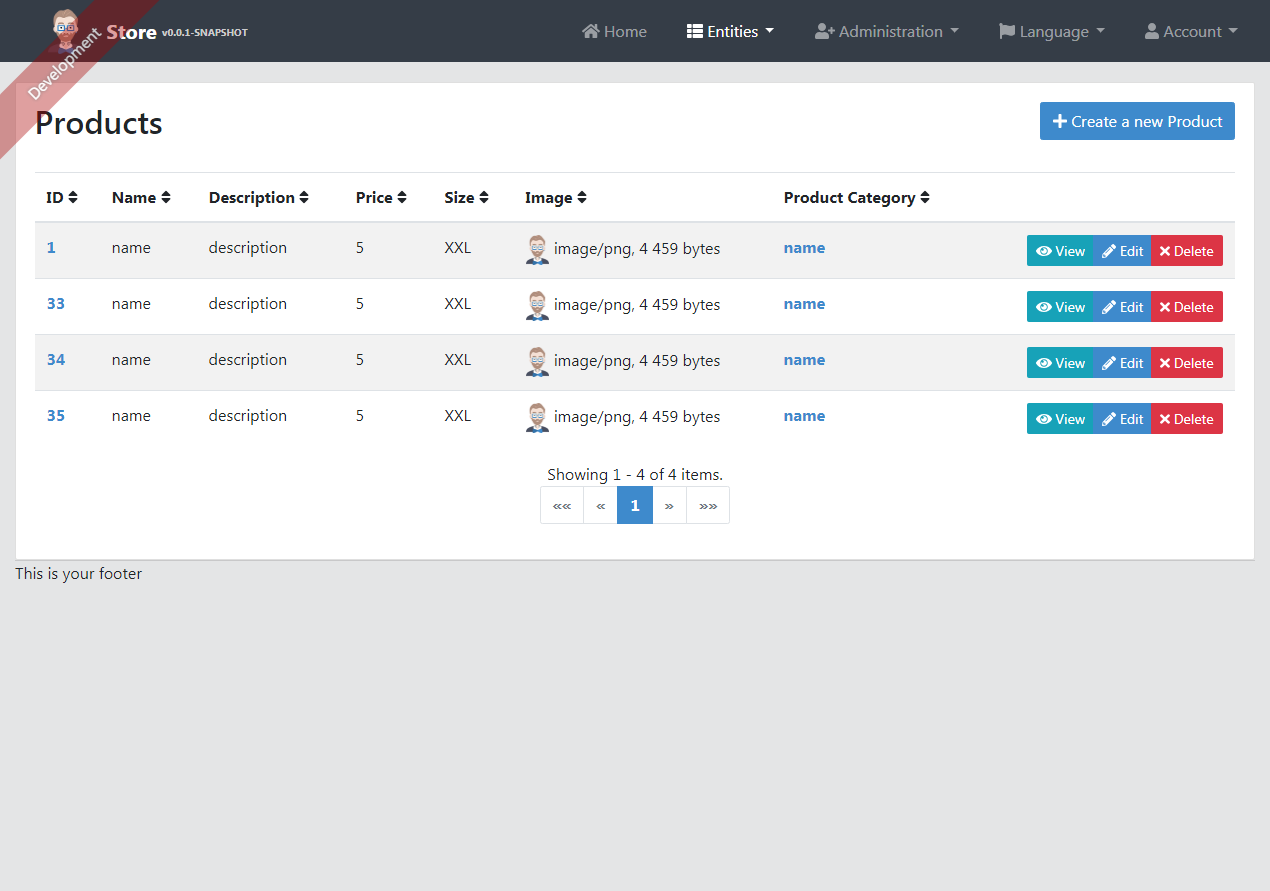 Store v0.0.1-SNAPSHOT Home Entities Administration Language Account
Development
Products
Create a new Product
ID Name Description Price Size Image Product Category
1 name description 5 XXL image/png, 4 459 bytes name View Edit Delete
33 name description 5 XXL image/png, 4 459 bytes name View Edit Delete
34 name description 5 XXL image/png, 4 459 bytes name View Edit Delete
35 name description 5 XXL image/png, 4 459 bytes name View Edit Delete
Showing 1 - 4 of 4 items.
«« « 1 » »»
This is your footer